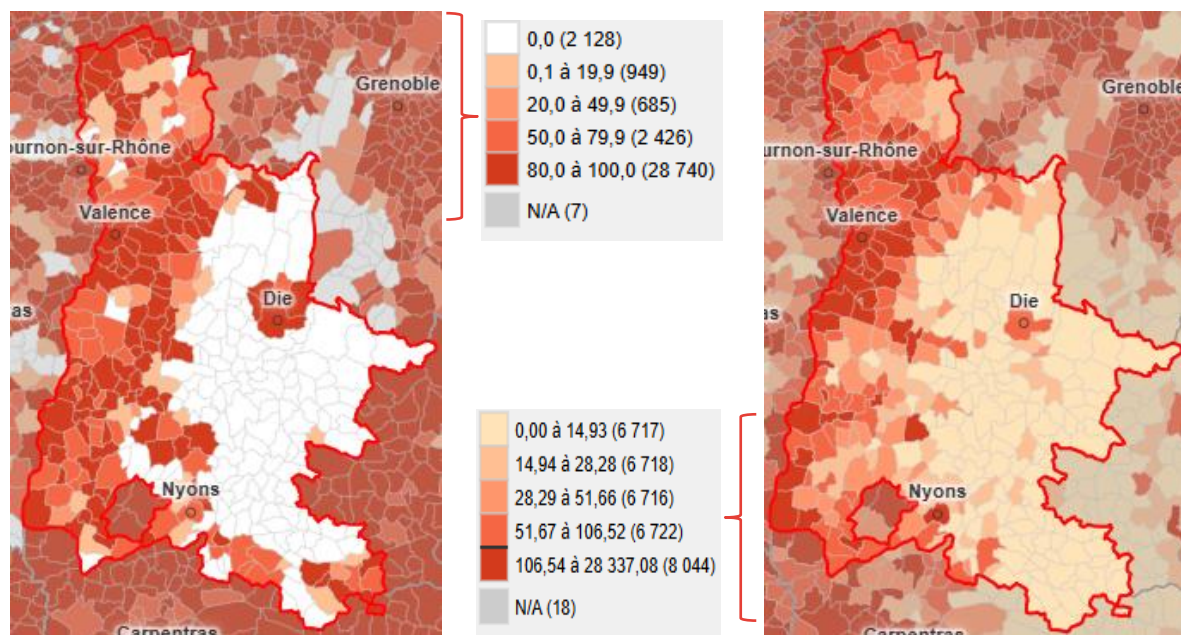 Grenoble
ournon-sur-Rhône
Valence
Die
as
Nyons
Carpentras
0,0 (2 128)
0,1 à 19,9 (949)
20,0 à 49,9 (685)
50,0 à 79,9 (2 426)
80,0 à 100,0 (28 740)
N/A (7)
0,00 à 14,93 (6 717)
14,94 à 28,28 (6 718)
28,29 à 51,66 (6 716)
51,67 à 106,52 (6 722)
106,54 à 28 337,08 (8 044)
N/A (18)
Grenoble
urnon-sur-Rhône
Valence
Die
as
Nyons
Carpentras